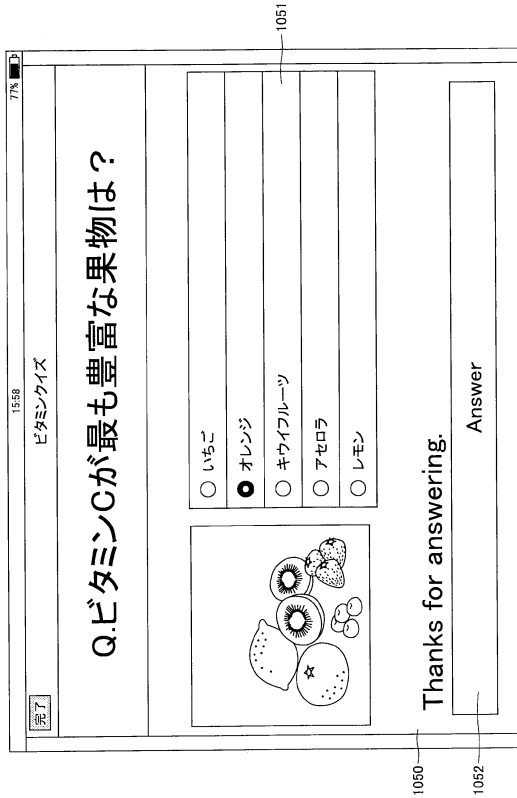 15:58
77%
完了
ビタミンクイズ
Q.ビタミンCが最も豊富な果物は?
いちご
オレンジ
キウイフルーツ
アセロラ
レモン
Thanks for answering.
Answer
1050
1051
1052